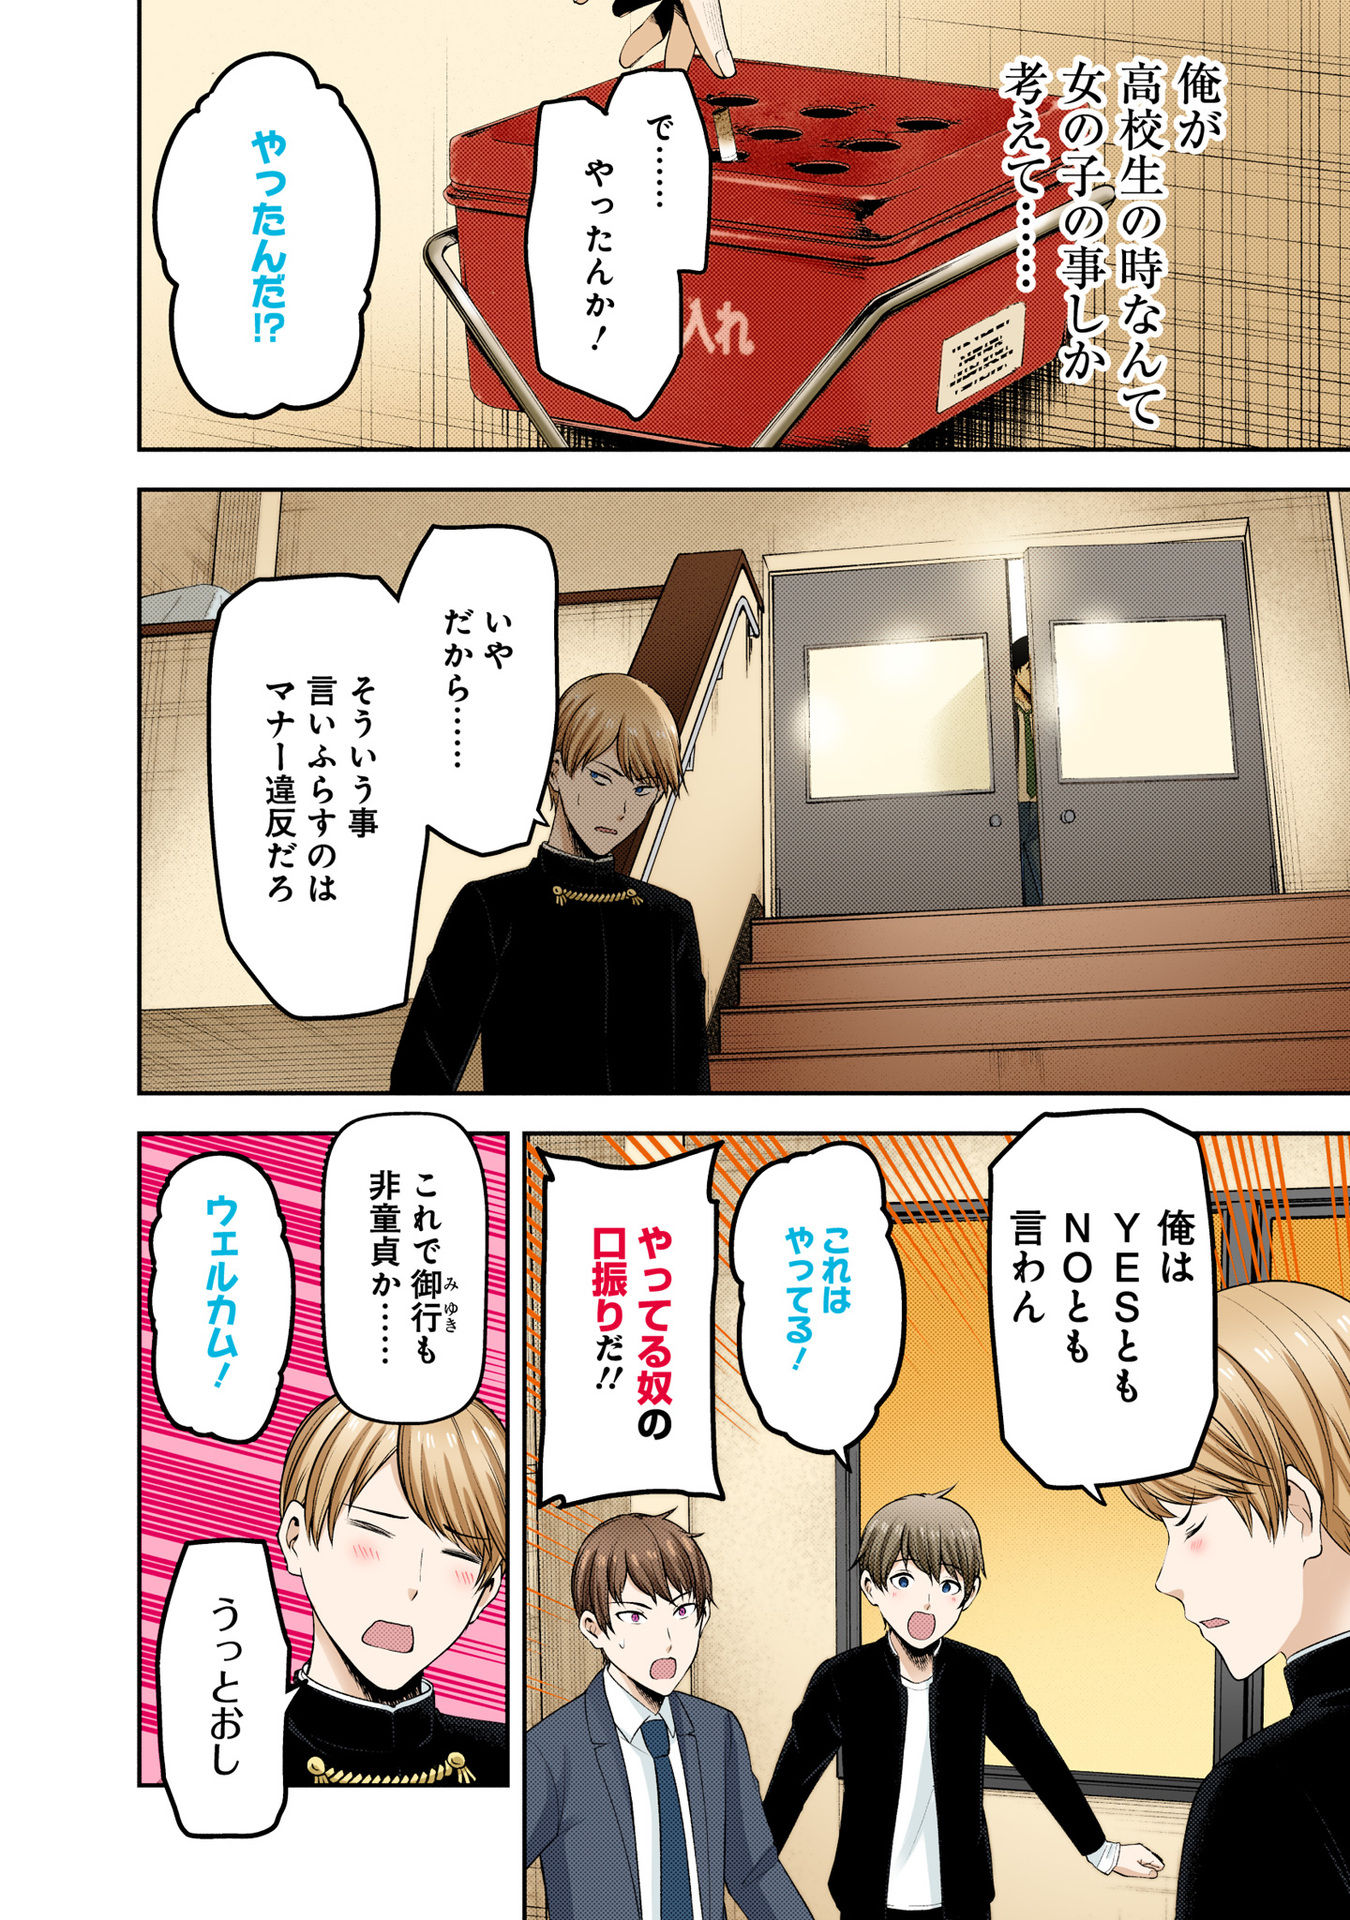 俺が
高校生の時なんて
女の子の事しか
考えて……
で……
やったんか！
入れ
やったんだ!?
いや
だから……
そういう事
言いふらすのは
マナー違反だろ
俺は
YESとも
NOとも
言わん
これは
やってる！
やってる奴の
口振りだ!!
これで御行も
みゆき
非童貞か……
ウェルカム！
うっとおし